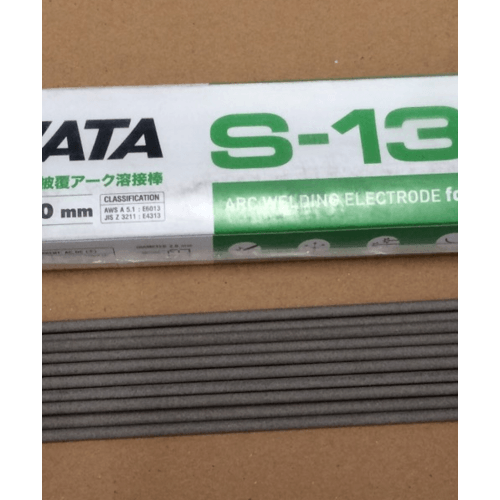 YATA
S-13
被覆アーク溶接棒
0 mm
CLASSIFICATION
AWS A 5.1 : E6013
JIS Z 3211 : E4313
ARC WELDING ELECTRODE fo